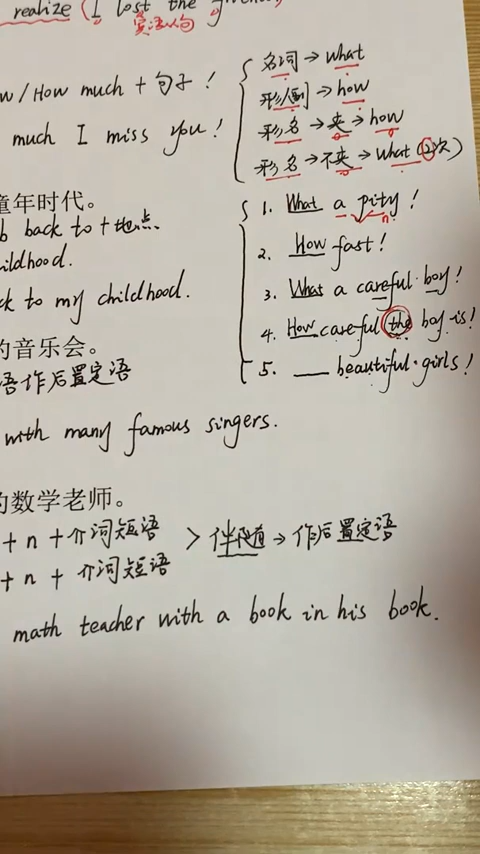 realize (I lost the
宾语从句
w/How much + 句子!
much I miss you!
名词→what
形/副→how
形名→夹→how
形名→不夹→what(2次)
童年时代。
b back to +地点.
ildhood.
ck to my childhood.
1. What a pity!
n.
2. How fast!
3. What a careful boy!
4. How careful the boy is!
5. ___ beautiful girls!
的音乐会。
语作后置定语
with many famous singers.
的数学老师。
+ n + 介词短语
+ n + 介词短语
> 伴随 → 作后置定语
math teacher with a book in his book.